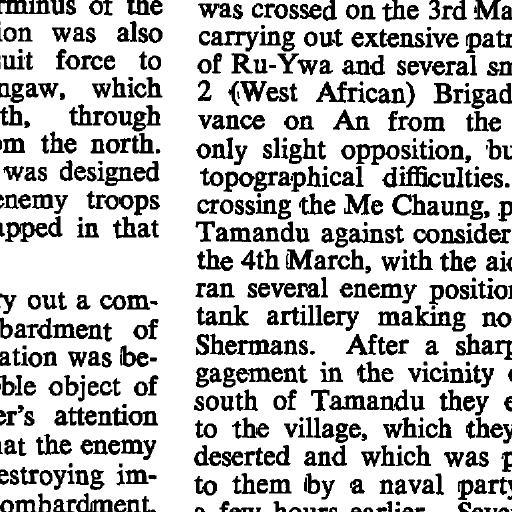 rminus of the
ion was also
uit force to
ngaw, which
th, through
om the north.
was designed
enemy troops
apped in that
ry out a com-
bardment of
ation was be-
ble object of
er's attention
hat the enemy
estroying im-
ombardment,
was crossed on the 3rd Ma
carrying out extensive patr
of Ru-Ywa and several sm
2 (West African) Brigad
vance on An from the
only slight opposition, bu
topographical difficulties.
crossing the Me Chaung, p
Tamandu against consider
the 4th March, with the aid
ran several enemy position
tank artillery making no
Shermans. After a sharp
gagement in the vicinity
south of Tamandu they e
to the village, which they
deserted and which was p
to them by a naval party
a few hours earlier. Seve